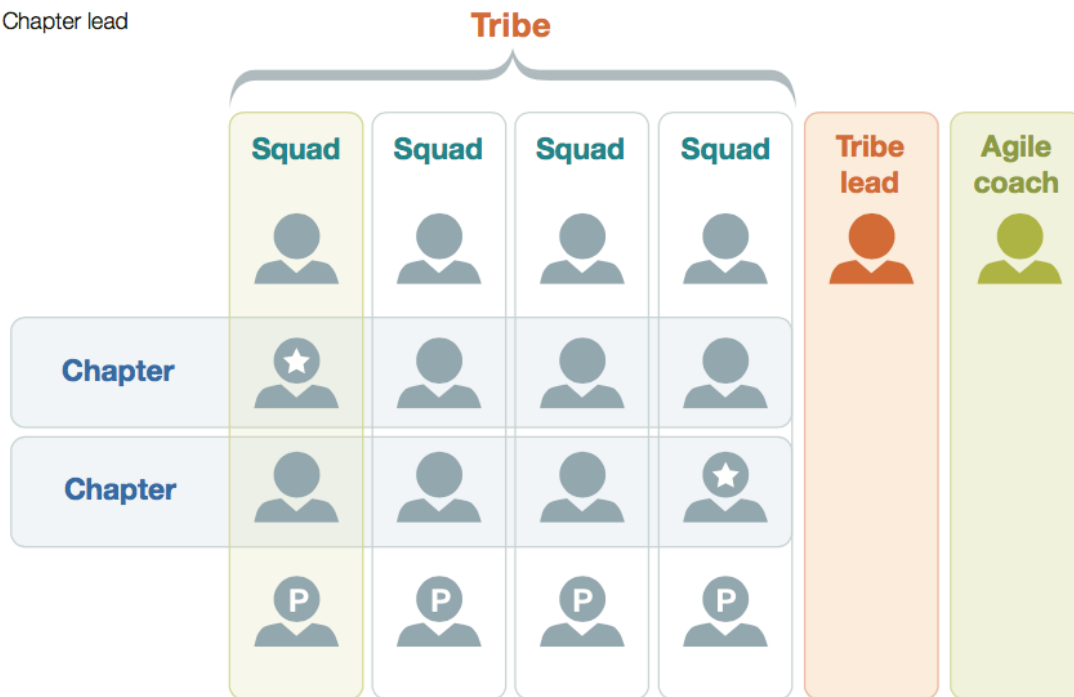 Chapter lead
Tribe
Squad Squad Squad Squad Tribe lead Agile coach
Chapter
Chapter
P P P P